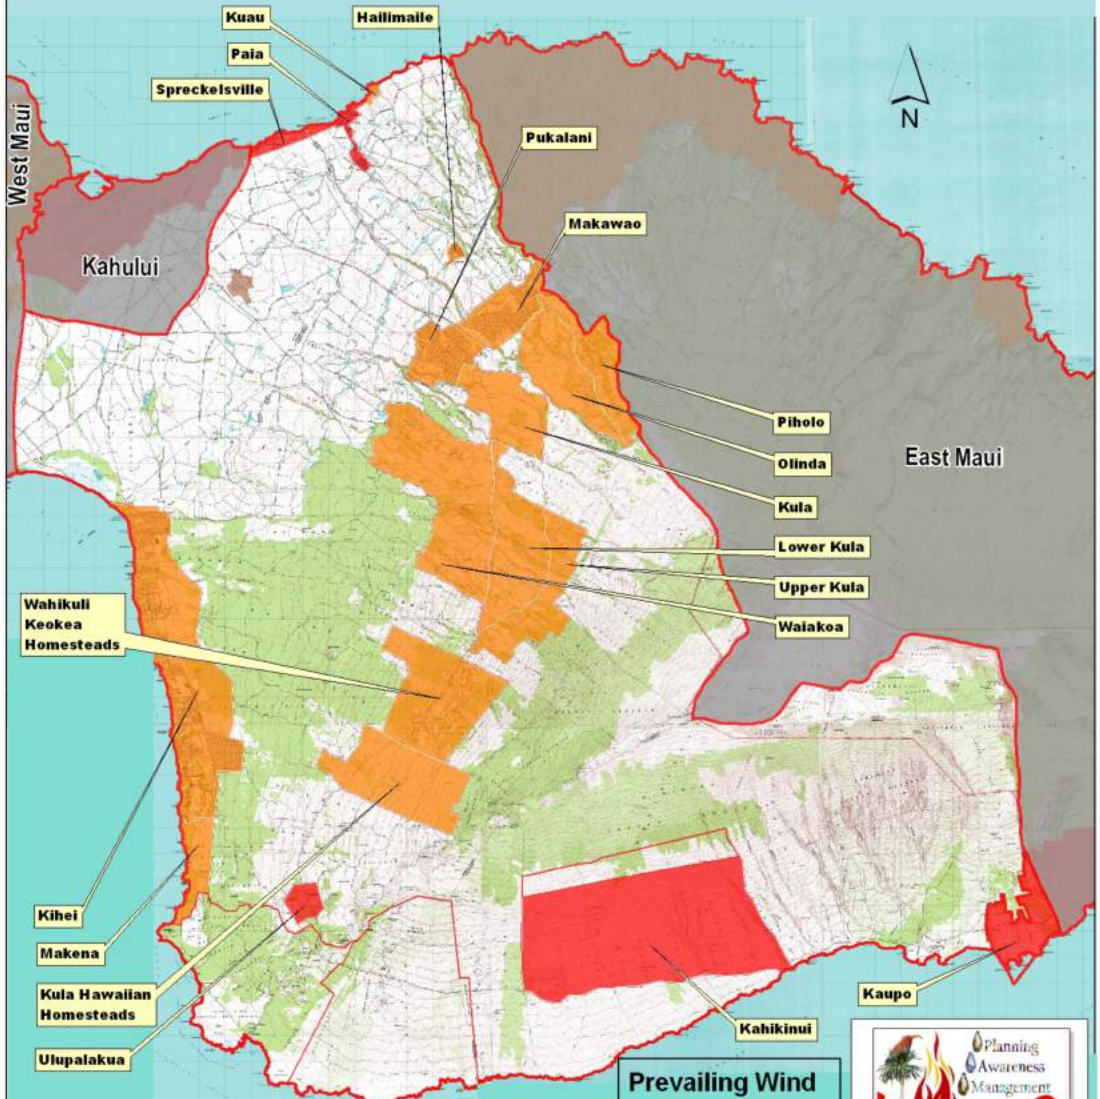 Kuau
Hailimaile
Paia
Spreckelsville
West Maui
N
Pukalani
Makawao
Kahului
Piholo
Olinda
East Maui
Kula
Lower Kula
Upper Kula
Waiakoa
Wahikuli
Keokea
Homesteads
Kihei
Makena
Kula Hawaiian
Homesteads
Ulupalakua
Kaupo
Kahikinui
Prevailing Wind
Planning
Awareness
Management